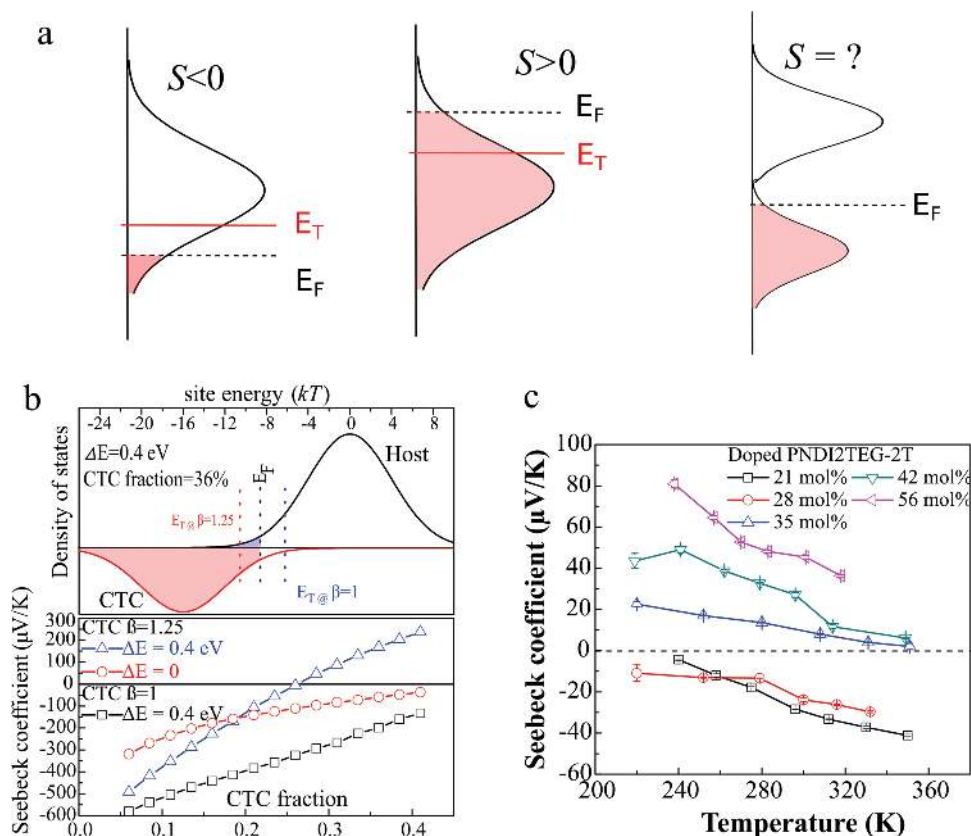 a
S<0
E_T
E_F
S>0
E_F
E_T
S = ?
E_F
b
site energy (kT)
-24 -20 -16 -12 -8 -4 0 4 8
ΔE=0.4 eV
CTC fraction=36%
E_F
Host
E_T@ β=1.25
E_T@ β=1
CTC
Density of states
CTC ß=1.25
ΔE = 0.4 eV
ΔE = 0
CTC ß=1
ΔE = 0.4 eV
CTC fraction
Seebeck coefficient (μV/K)
300
200
100
0
-100
-200
-300
-400
-500
-600
0.0 0.1 0.2 0.3 0.4
c
Doped PNDI2TEG-2T
21 mol% 42 mol%
28 mol% 56 mol%
35 mol%
Seebeck coefficient (μV/K)
100
80
60
40
20
0
-20
-40
-60
200 240 280 320 360
Temperature (K)